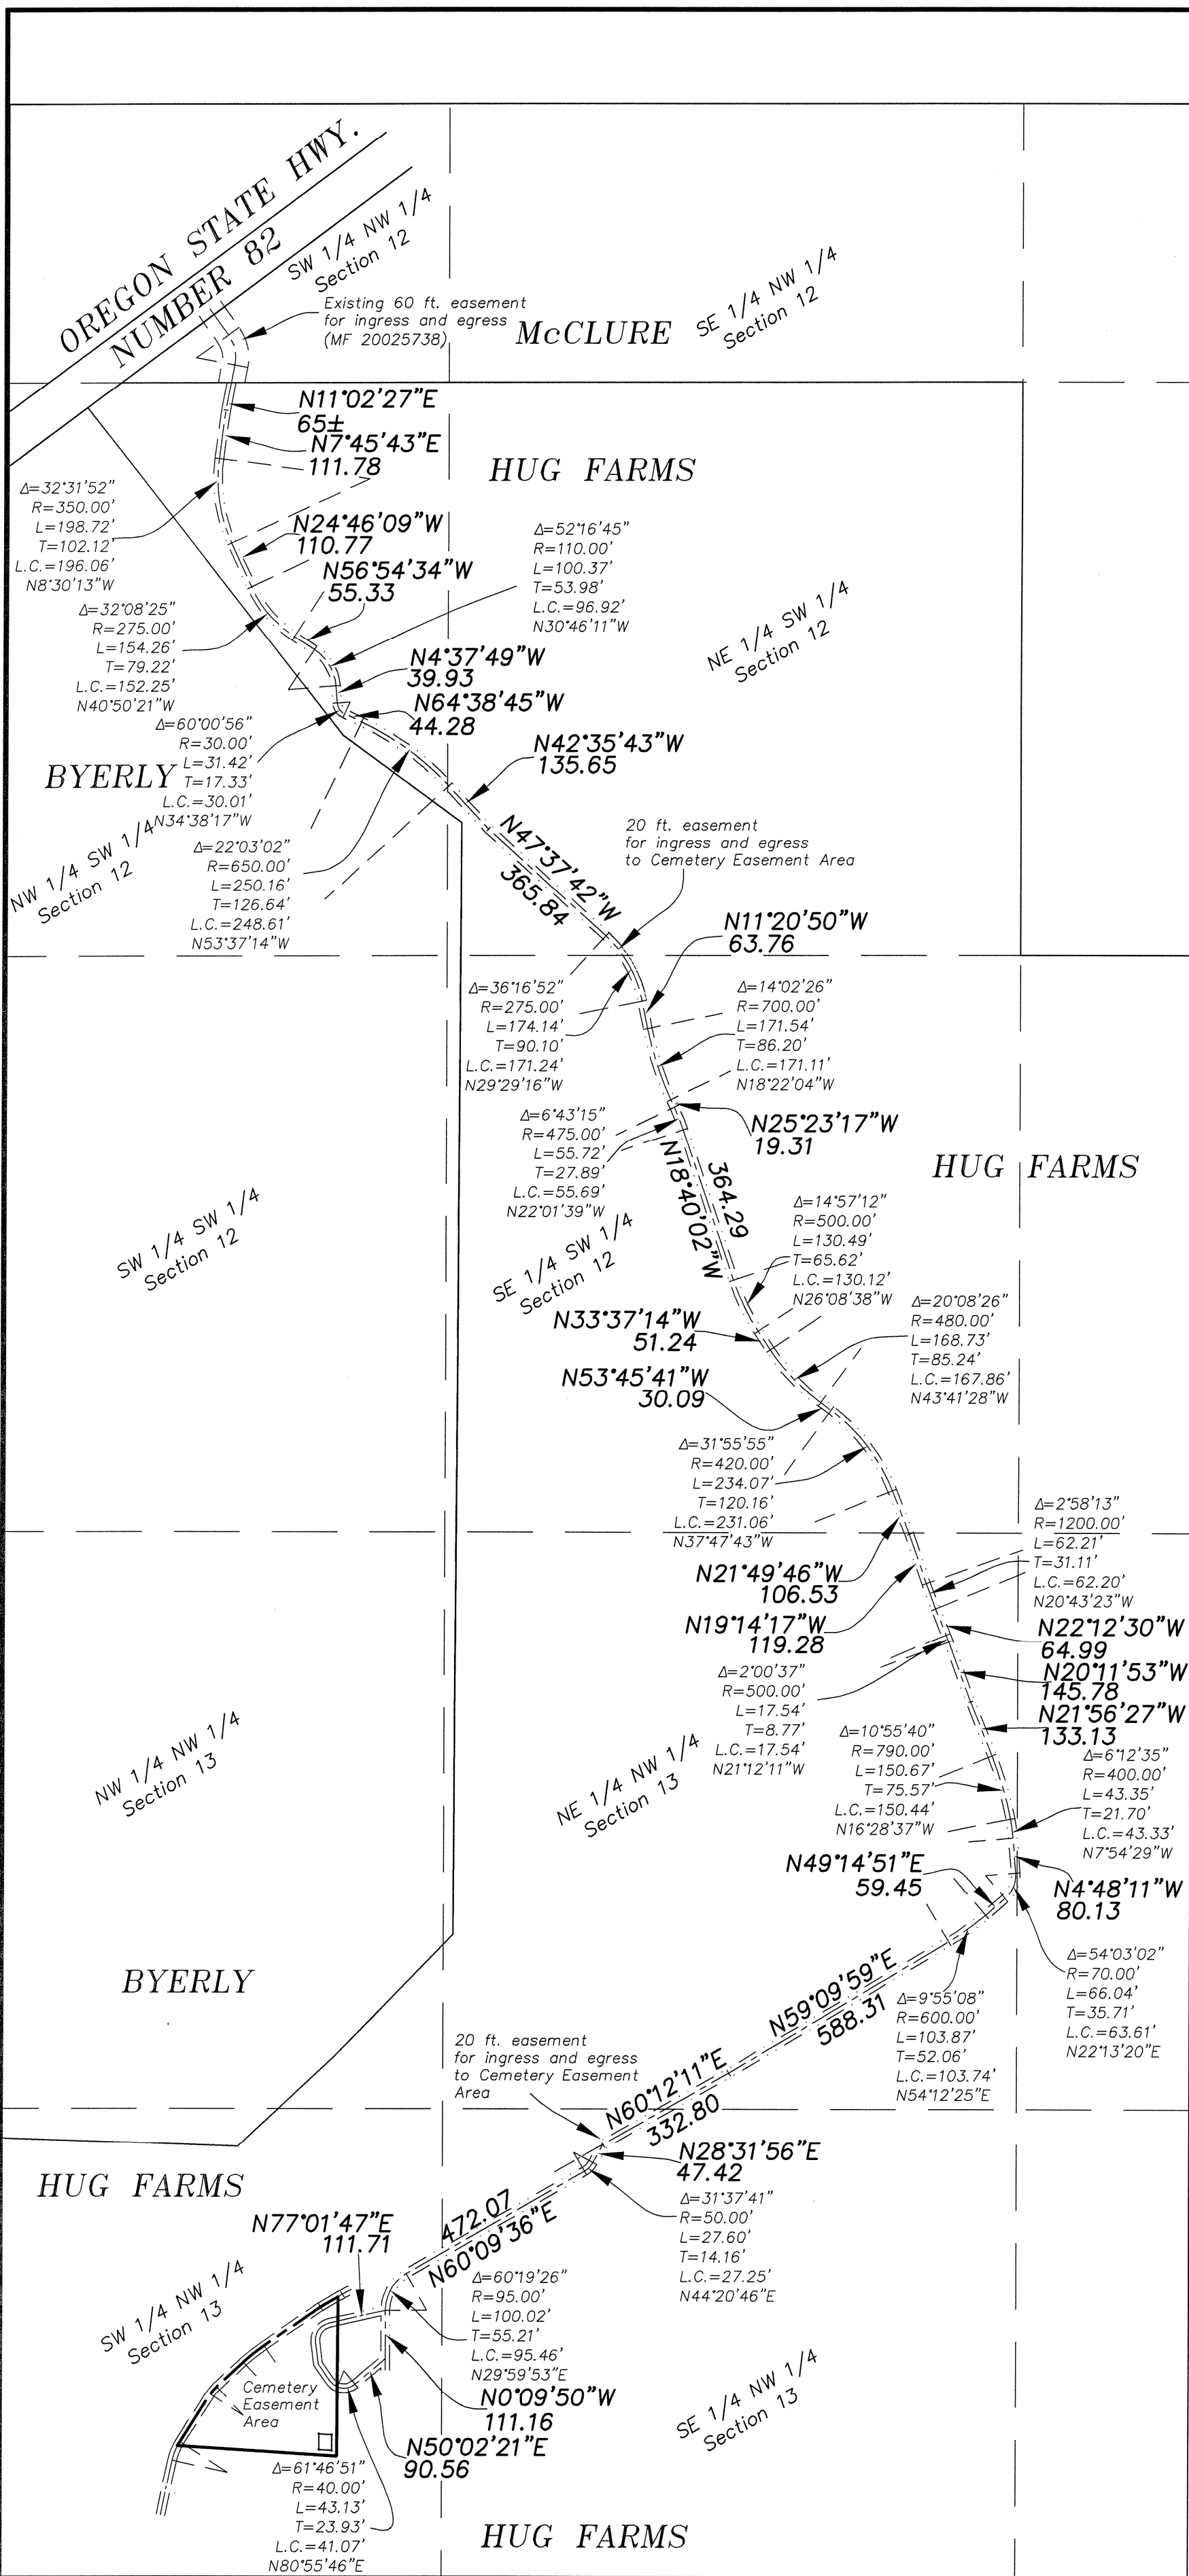 OREGON STATE HWY.
NUMBER 82
SW 1/4 NW 1/4
Section 12
Existing 60 ft. easement
for ingress and egress
(MF 20025738)
McCLURE
SE 1/4 NW 1/4
Section 12
N11°02'27"E
65±
N7°45'43"E
111.78
HUG FARMS
Δ=32°31'52"
R=350.00'
L=198.72'
T=102.12'
L.C.=196.06'
N8°30'13"W
N24°46'09"W
110.77
Δ=52°16'45"
R=110.00'
L=100.37'
T=53.98'
L.C.=96.92'
N30°46'11"W
N56°54'34"W
55.33
Δ=32°08'25"
R=275.00'
L=154.26'
T=79.22'
L.C.=152.25'
N40°50'21"W
NE 1/4 SW 1/4
Section 12
N4°37'49"W
39.93
N64°38'45"W
44.28
Δ=60°00'56"
R=30.00'
L=31.42'
T=17.33'
L.C.=30.01'
N34°38'17"W
BYERLY
N42°35'43"W
135.65
NW 1/4 SW 1/4
Section 12
Δ=22°03'02"
R=650.00'
L=250.16'
T=126.64'
L.C.=248.61'
N53°37'14"W
N47°37'42"W
365.84
20 ft. easement
for ingress and egress
to Cemetery Easement Area
N11°20'50"W
63.76
Δ=36°16'52"
R=275.00'
L=174.14'
T=90.10'
L.C.=171.24'
N29°29'16"W
Δ=14°02'26"
R=700.00'
L=171.54'
T=86.20'
L.C.=171.11'
N18°22'04"W
Δ=6°43'15"
R=475.00'
L=55.72'
T=27.89'
L.C.=55.69'
N22°01'39"W
N25°23'17"W
19.31
HUG FARMS
364.29
N18°40'02"W
SW 1/4 SW 1/4
Section 12
SE 1/4 SW 1/4
Section 12
Δ=14°57'12"
R=500.00'
L=130.49'
T=65.62'
L.C.=130.12'
N26°08'38"W
N33°37'14"W
51.24
Δ=20°08'26"
R=480.00'
L=168.73'
T=85.24'
L.C.=167.86'
N43°41'28"W
N53°45'41"W
30.09
Δ=31°55'55"
R=420.00'
L=234.07'
T=120.16'
L.C.=231.06'
N37°47'43"W
Δ=2°58'13"
R=1200.00'
L=62.21'
T=31.11'
L.C.=62.20'
N20°43'23"W
N21°49'46"W
106.53
N19°14'17"W
119.28
N22°12'30"W
64.99
Δ=2°00'37"
R=500.00'
L=17.54'
T=8.77'
L.C.=17.54'
N21°12'11"W
N20°11'53"W
145.78
N21°56'27"W
133.13
NW 1/4 NW 1/4
Section 13
NE 1/4 NW 1/4
Section 13
Δ=10°55'40"
R=790.00'
L=150.67'
T=75.57'
L.C.=150.44'
N16°28'37"W
Δ=6°12'35"
R=400.00'
L=43.35'
T=21.70'
L.C.=43.33'
N7°54'29"W
N49°14'51"E
59.45
N4°48'11"W
80.13
BYERLY
Δ=54°03'02"
R=70.00'
L=66.04'
T=35.71'
L.C.=63.61'
N22°13'20"E
N59°09'59"E
588.31
Δ=9°55'08"
R=600.00'
L=103.87'
T=52.06'
L.C.=103.74'
N54°12'25"E
20 ft. easement
for ingress and egress
to Cemetery Easement
Area
N60°12'11"E
332.80
N28°31'56"E
47.42
HUG FARMS
Δ=31°37'41"
R=50.00'
L=27.60'
T=14.16'
L.C.=27.25'
N44°20'46"E
472.07
N60°09'36"E
N77°01'47"E
111.71
SW 1/4 NW 1/4
Section 13
Δ=60°19'26"
R=95.00'
L=100.02'
T=55.21'
L.C.=95.46'
N29°59'53"E
Cemetery
Easement
Area
N0°09'50"W
111.16
SE 1/4 NW 1/4
Section 13
N50°02'21"E
90.56
Δ=61°46'51"
R=40.00'
L=43.13'
T=23.93'
L.C.=41.07'
N80°55'46"E
HUG FARMS